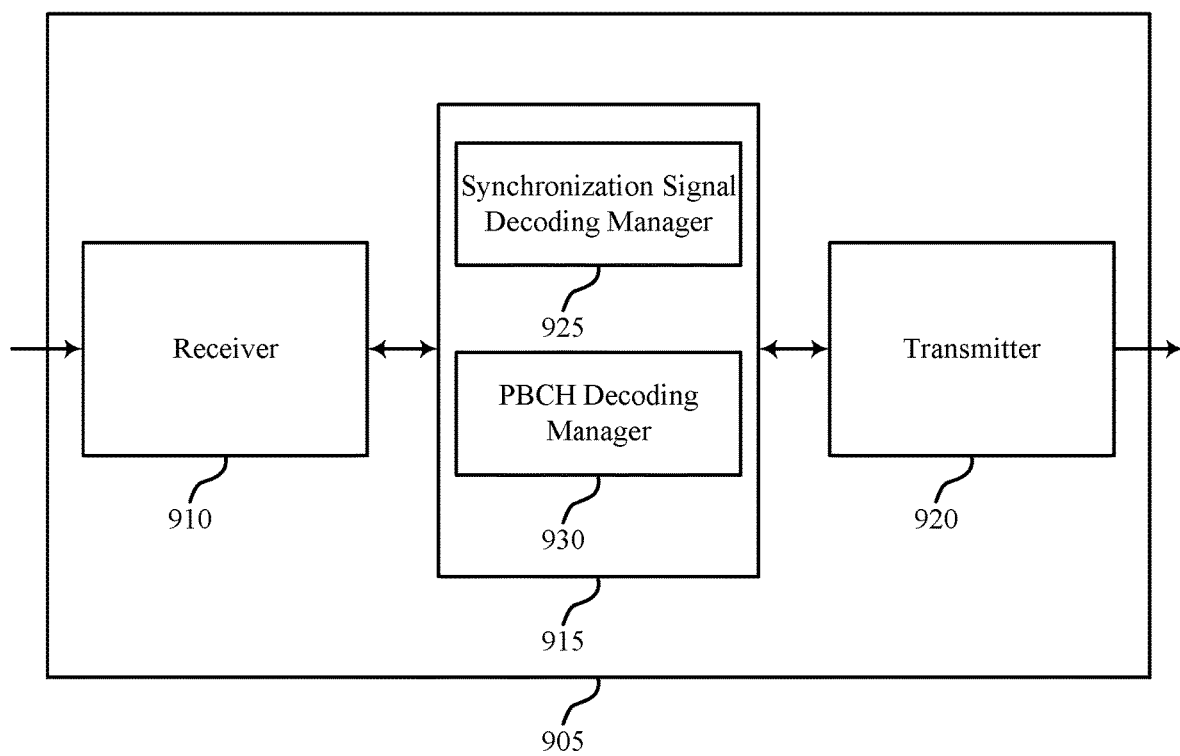 Synchronization Signal
Decoding Manager
925
Receiver
910
PBCH Decoding
Manager
930
Transmitter
920
915
905